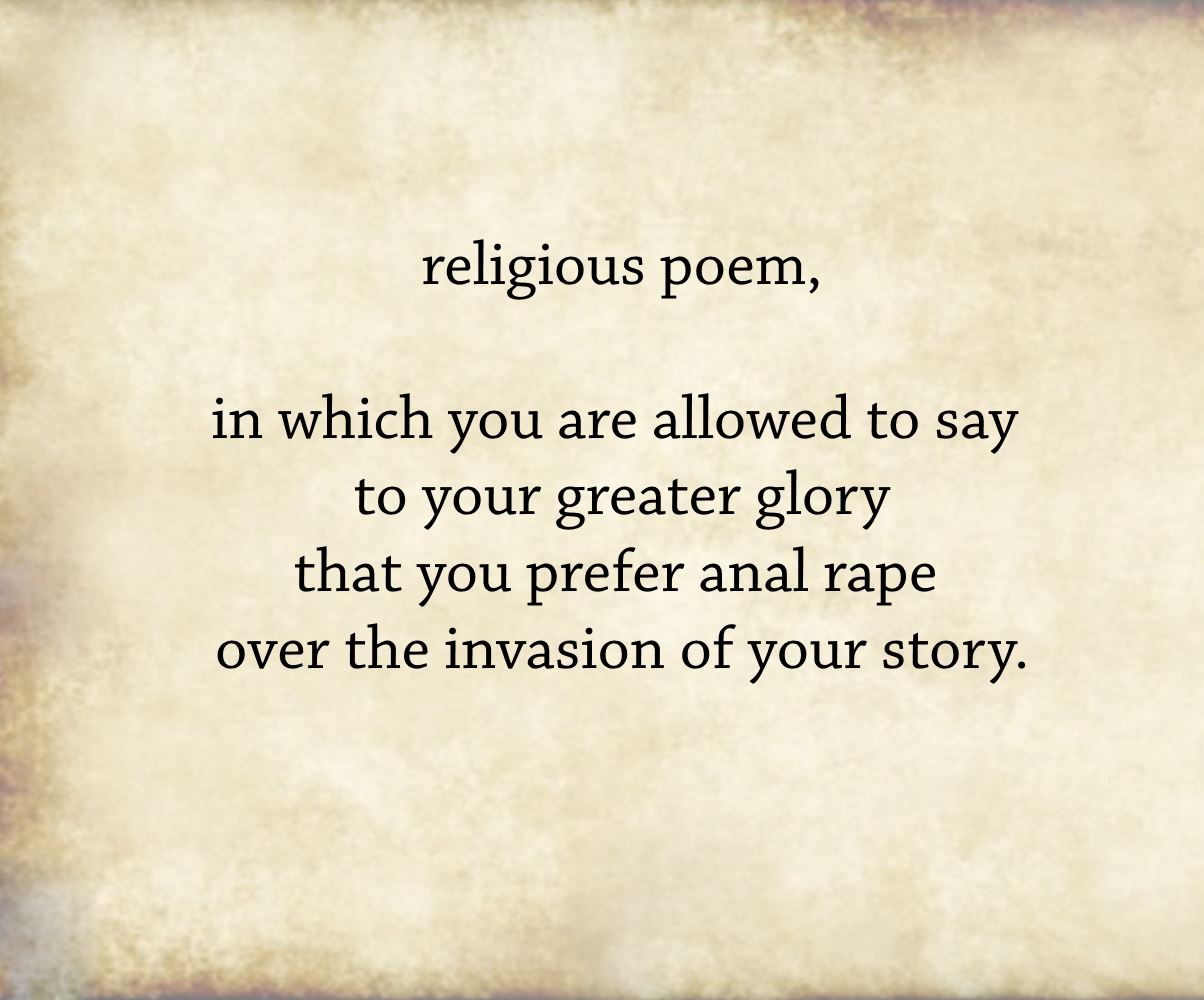 religious poem,
in which you are allowed to say
to your greater glory
that you prefer anal rape
over the invasion of your story.